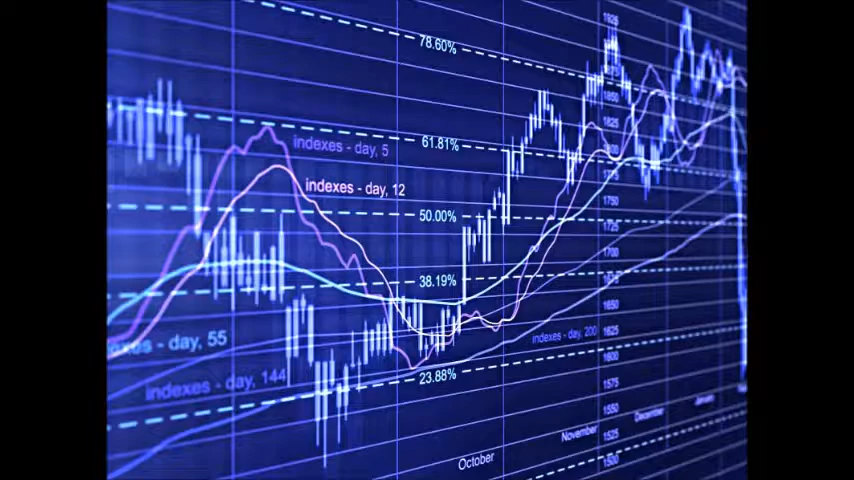 1925
78.60%
1850
1825
61.81%
indexes - day, 5
indexes - day, 12
1750
50.00%
1725
1700
38.19%
1675
1650
indexes - day, 200
1625
indexes - day, 55
1600
23.88%
indexes - day, 144
1575
1550
December
January
1525
November
October
1500